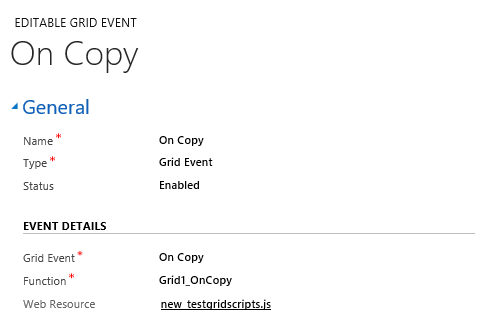 EDITABLE GRID EVENT
On Copy
General
Name* On Copy
Type* Grid Event
Status Enabled
EVENT DETAILS
Grid Event* On Copy
Function* Grid1_OnCopy
Web Resource new_testgridscripts.js